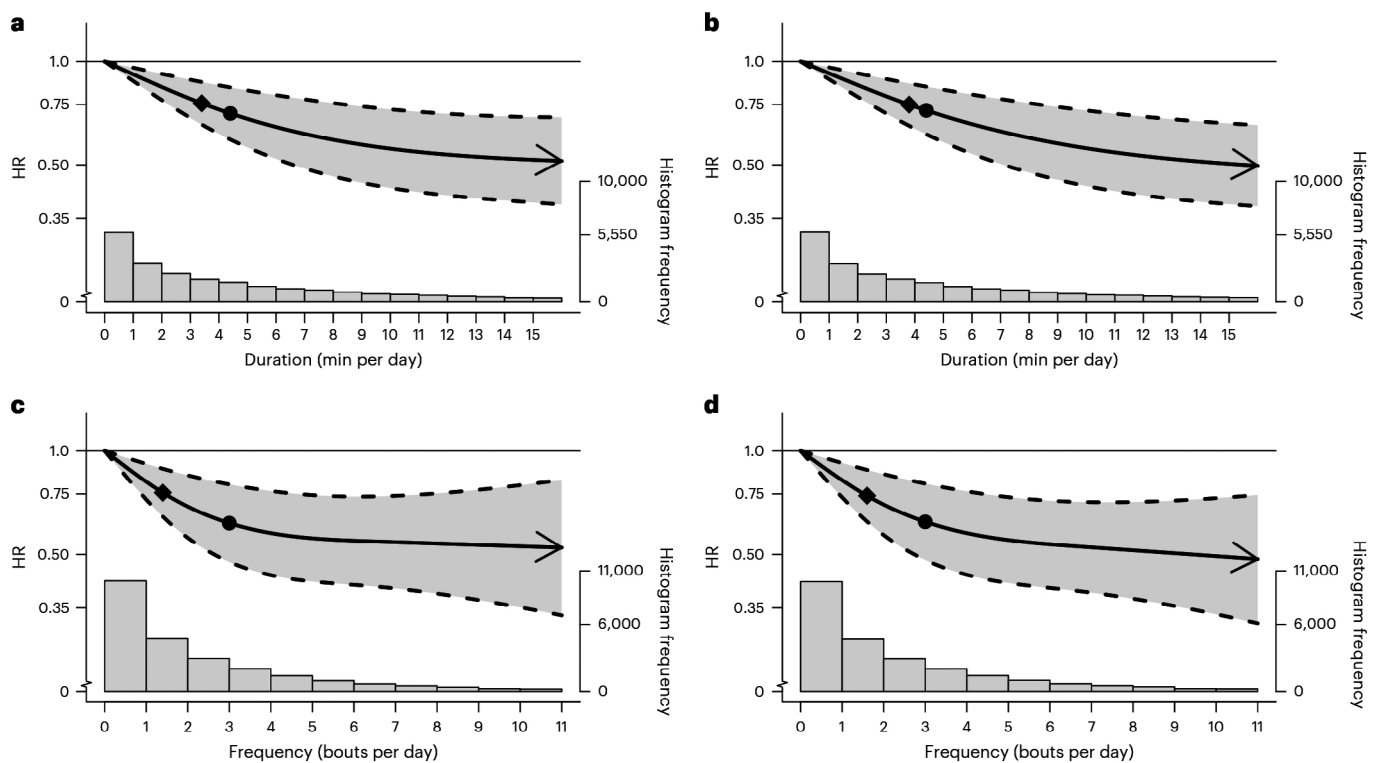 a
1.0
0.75
0.50
0.35
0
HR
10,000
5,550
0
Histogram frequency
0 1 2 3 4 5 6 7 8 9 10 11 12 13 14 15
Duration (min per day)
b
1.0
0.75
0.50
0.35
0
HR
10,000
5,550
0
Histogram frequency
0 1 2 3 4 5 6 7 8 9 10 11 12 13 14 15
Duration (min per day)
c
1.0
0.75
0.50
0.35
0
HR
11,000
6,000
0
Histogram frequency
0 1 2 3 4 5 6 7 8 9 10 11
Frequency (bouts per day)
d
1.0
0.75
0.50
0.35
0
HR
11,000
6,000
0
Histogram frequency
0 1 2 3 4 5 6 7 8 9 10 11
Frequency (bouts per day)